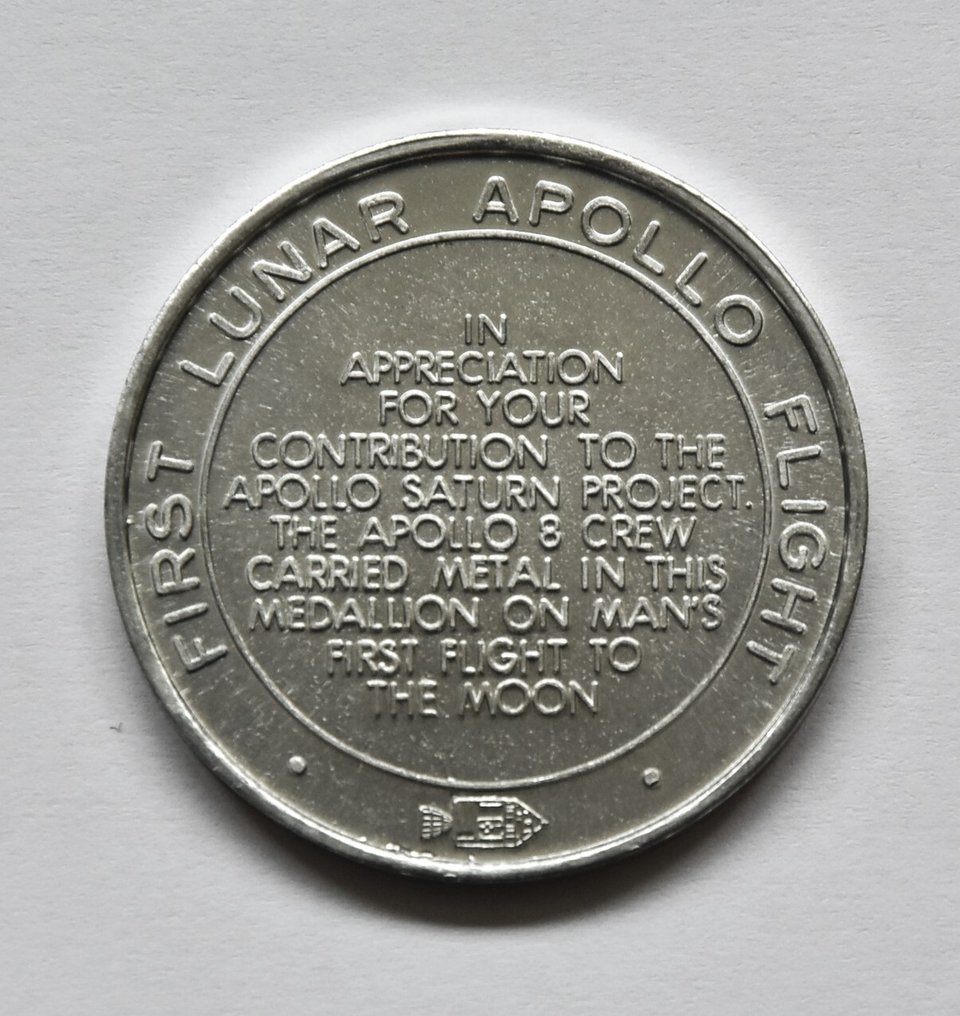 FIRST LUNAR APOLLO FLIGHT
IN
APPRECIATION
FOR YOUR
CONTRIBUTION TO THE
APOLLO SATURN PROJECT.
THE APOLLO 8 CREW
CARRIED METAL IN THIS
MEDALLION ON MAN'S
FIRST FLIGHT TO
THE MOON